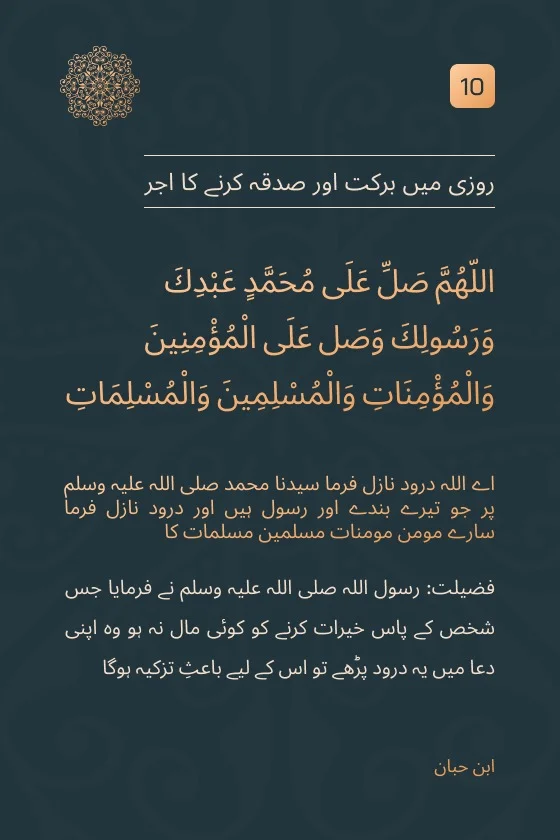 10
روزی میں برکت اور صدقہ کرنے کا اجر
اللّهُمَّ صَلِّ عَلَى مُحَمَّدٍ عَبْدِكَ
وَرَسُولِكَ وَصَل عَلَى الْمُؤْمِنِينَ
وَالْمُؤْمِنَاتِ وَالْمُسْلِمِينَ وَالْمُسْلِمَاتِ
اے اللہ درود نازل فرما سیدنا محمد صلی اللہ علیہ وسلم
پر جو تیرے بندے اور رسول ہیں اور درود نازل فرما
سارے مومن مومنات مسلمین مسلمات کا
فضیلت: رسول اللہ صلی اللہ علیہ وسلم نے فرمایا جس
شخص کے پاس خیرات کرنے کو کوئی مال نہ ہو وہ اپنی
دعا میں یہ درود پڑھے تو اس کے لیے باعثِ تزکیہ ہوگا
ابن حبان